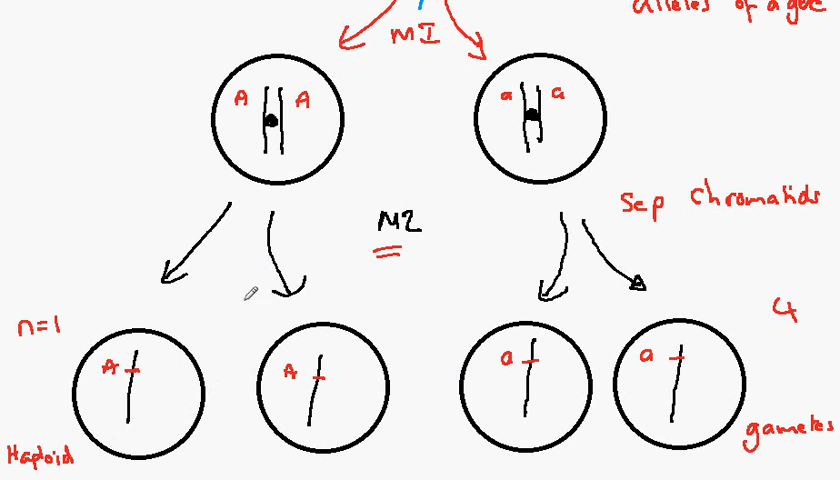 alleles of a gene
MI
A A
a a
Sep chromatids
M2
n=1
4
A
A
a
a
gametes
Haploid